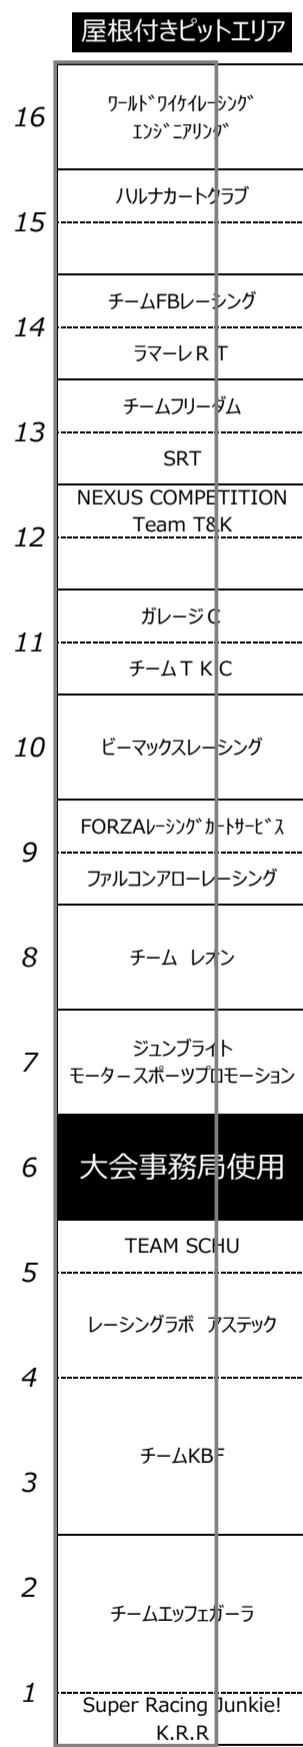 屋根付きピットエリア
16
ワールドワイケイレーシング
エンジニアリング
ハルナカートクラブ
15
チームFBレーシング
14
ラマーレRT
チームフリーダム
13
SRT
NEXUS COMPETITION
Team T&K
12
ガレージC
11
チームTKC
10
ビーマックスレーシング
FORZAレーシングカートサービス
9
ファルコンアローレーシング
8
チーム レオン
7
ジュンブライト
モータースポーツプロモーション
6
大会事務局使用
TEAM SCHU
5
レーシングラボ アステック
4
チームKBF
3
2
チームエッフェガーラ
1
Super Racing Junkie!
K.R.R